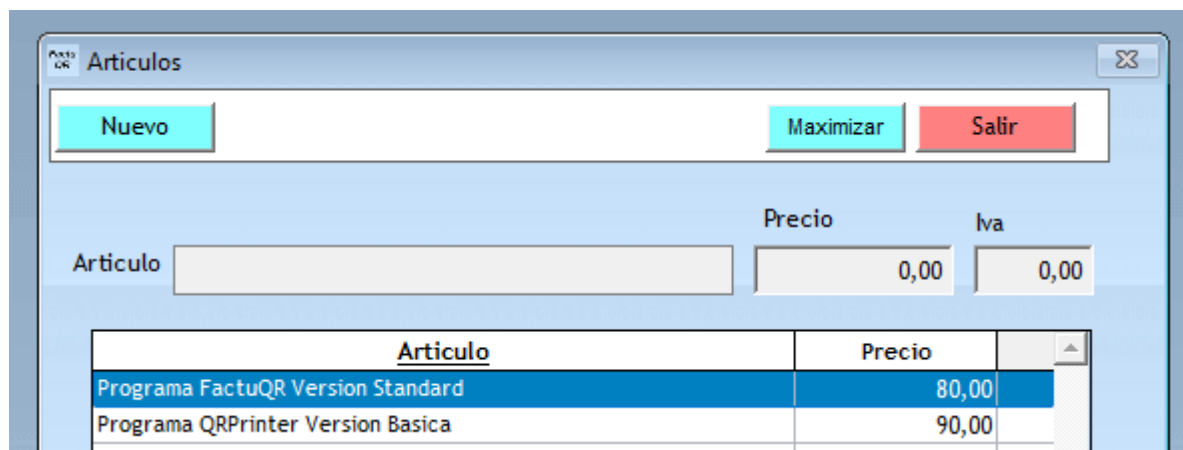 Articulos
Nuevo Maximizar Salir
Precio Iva
Articulo 0,00 0,00
Articulo Precio
Programa FactuQR Version Standard 80,00
Programa QRPrinter Version Basica 90,00